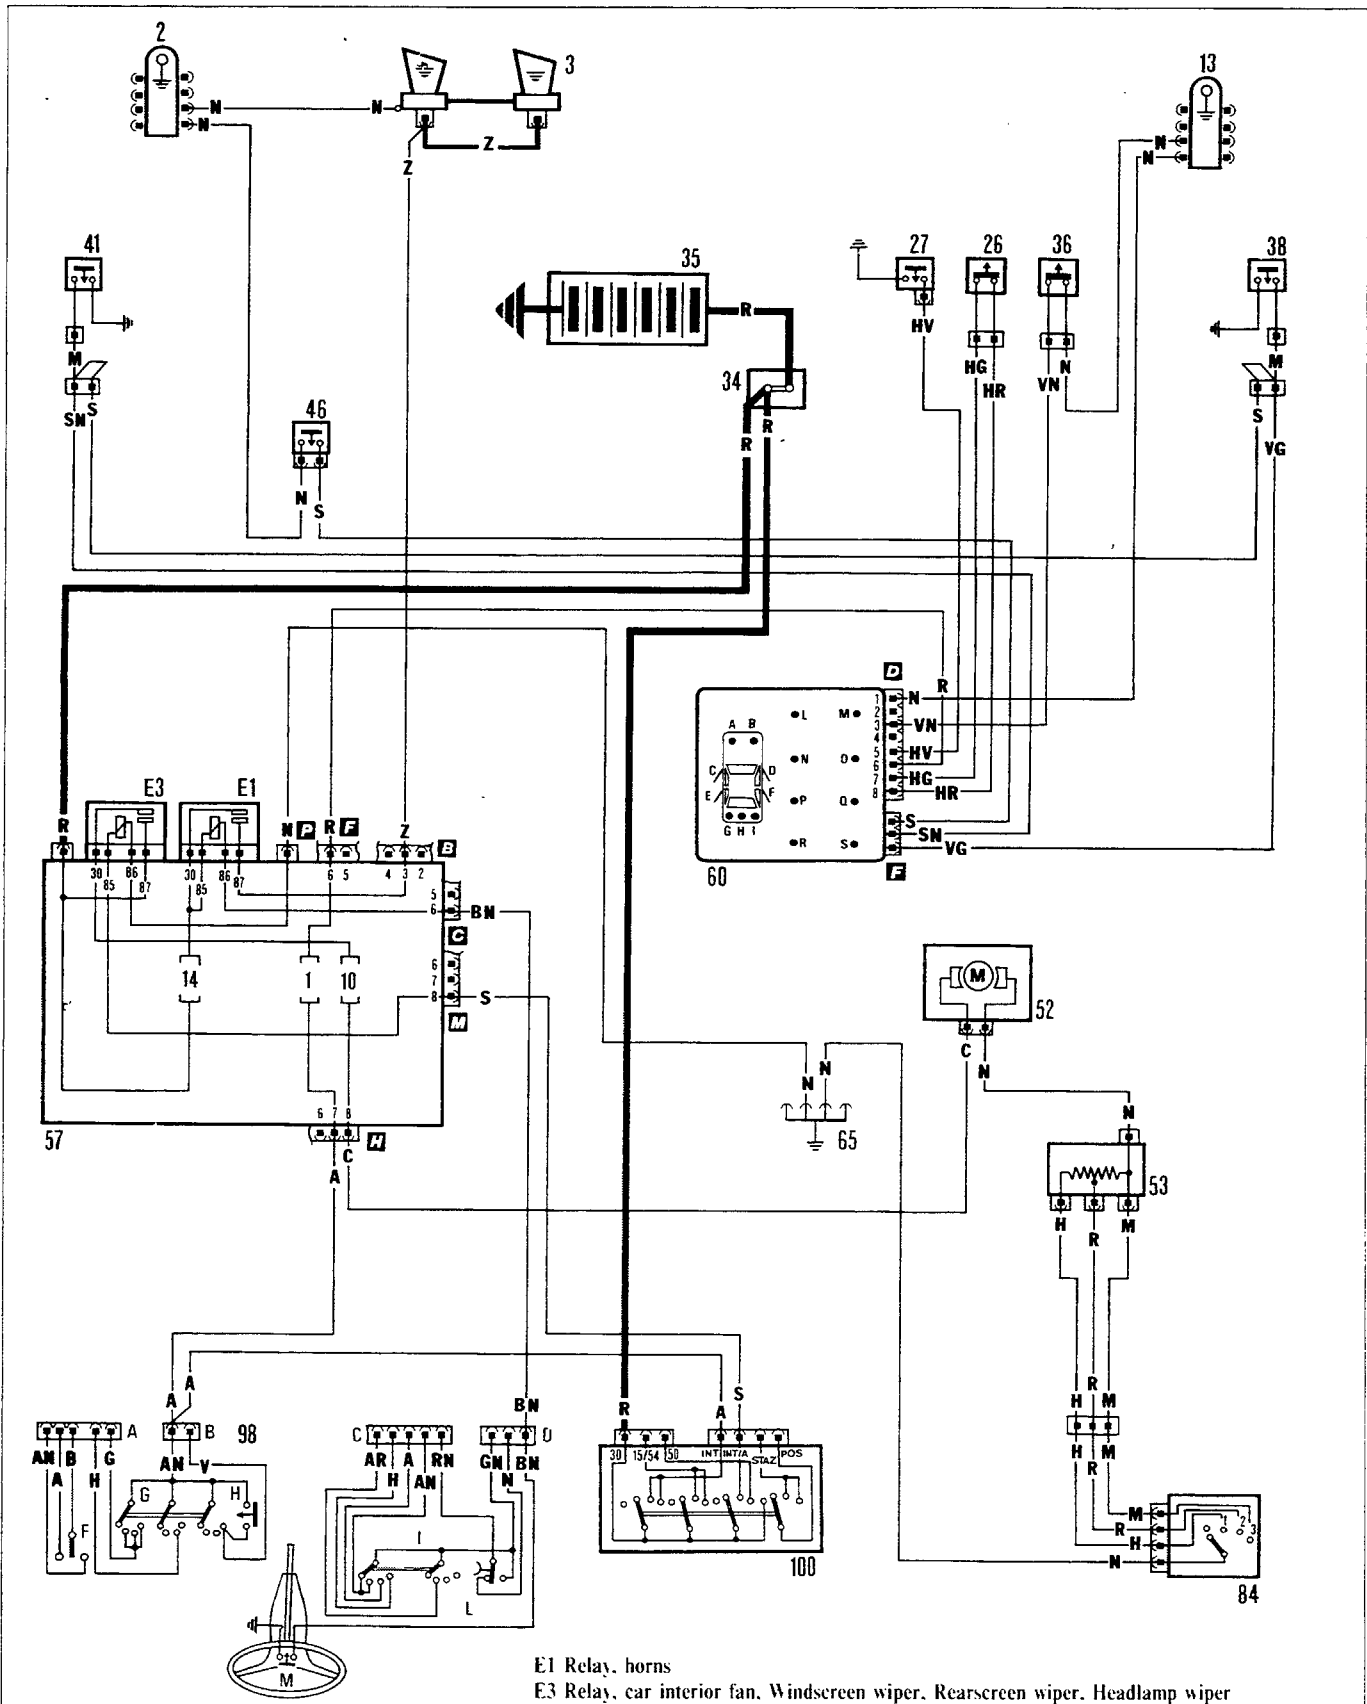 2
3
13
N N
N
Z
Z
N
N
41
35
27 26 36 38
R
HV
M
HG
HR
VN
N
M
34
S
SN
46
R
R
S
VG
N
S
D
R
60
A B
C D
E F
G H I
L M
N O
P Q
R S
1 N
2
3 VN
4
5 HV
6
7 HG
8 HR
S
SN
VG
F
E3 E1
R
N P R F Z B
30 85 86 87 30 85 86 87 6 5 4 3 2
5
6 BN
C
14 1 10
6
7
8 S
M
6 7 8
H
57
C
A
M
52
C
N
N
N
N
65
53
H R M
A
A
BN
R
A
S
H R M
98
A B C D
AN A B H G
AN V
AR H A AN RN
GN N BN
G H
F
I
L
M
30 15/54 50 INT INT/A STAZ POS
100
H R M
M
R
H
N
1 2 3
84
E1 Relay, horns
E3 Relay, car interior fan, Windscreen wiper, Rearscreen wiper, Headlamp wiper